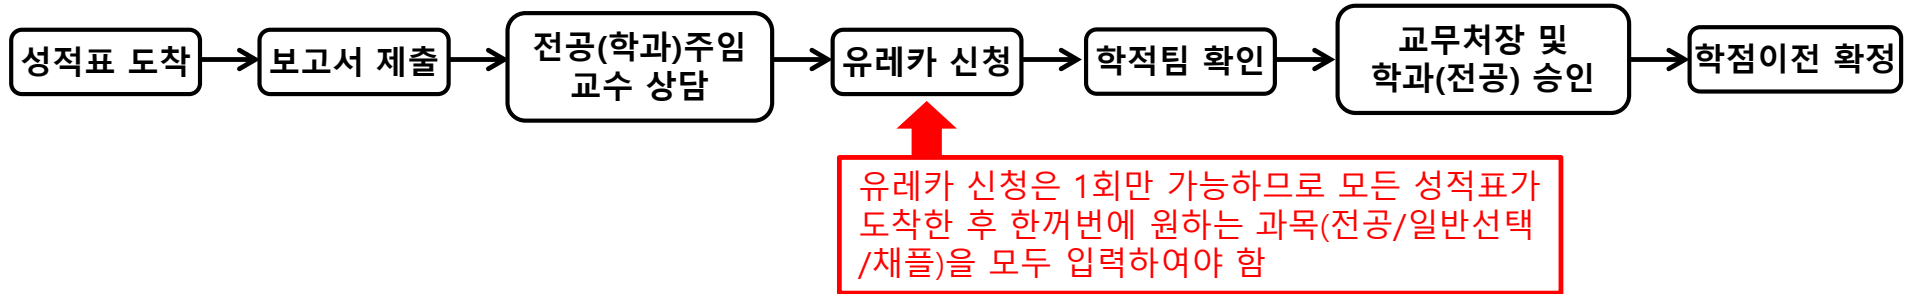 성적표 도착
보고서 제출
전공(학과)주임
교수 상담
유레카 신청
학적팀 확인
교무처장 및
학과(전공) 승인
학점이전 확정
유레카 신청은 1회만 가능하므로 모든 성적표가
도착한 후 한꺼번에 원하는 과목(전공/일반선택
/채플)을 모두 입력하여야 함